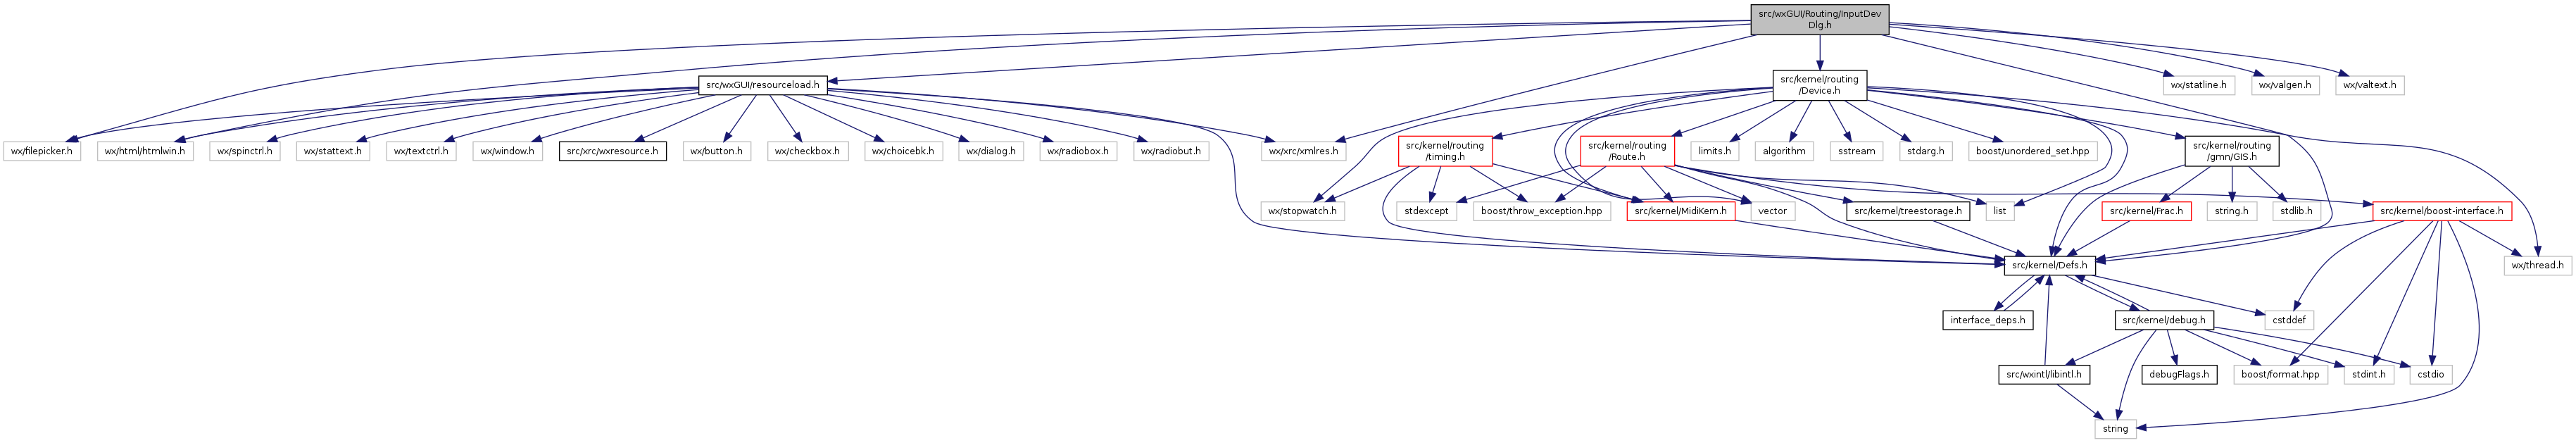 src/wxGUI/Routing/InputDev
Dlg.h
src/wxGUI/resourceload.h
src/kernel/routing
/Device.h
wx/statline.h
wx/valgen.h
wx/valtext.h
wx/filepicker.h
wx/html/htmlwin.h
wx/spinctrl.h
wx/stattext.h
wx/textctrl.h
wx/window.h
src/xrc/wxresource.h
wx/button.h
wx/checkbox.h
wx/choicebk.h
wx/dialog.h
wx/radiobox.h
wx/radiobut.h
wx/xrc/xmlres.h
src/kernel/routing
/timing.h
src/kernel/routing
/Route.h
limits.h
algorithm
sstream
stdarg.h
boost/unordered_set.hpp
src/kernel/routing
/gmn/GIS.h
wx/stopwatch.h
stdexcept
boost/throw_exception.hpp
src/kernel/MidiKern.h
vector
src/kernel/treestorage.h
list
src/kernel/Frac.h
string.h
stdlib.h
src/kernel/boost-interface.h
src/kernel/Defs.h
wx/thread.h
interface_deps.h
src/kernel/debug.h
cstddef
src/wxintl/libintl.h
debugFlags.h
boost/format.hpp
stdint.h
cstdio
string